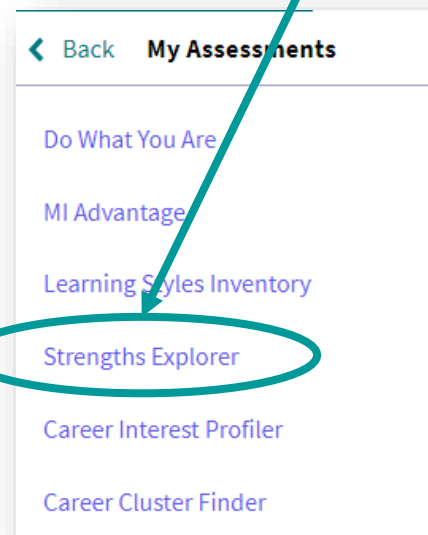 Back My Assessments
Do What You Are
MI Advantage
Learning Styles Inventory
Strengths Explorer
Career Interest Profiler
Career Cluster Finder